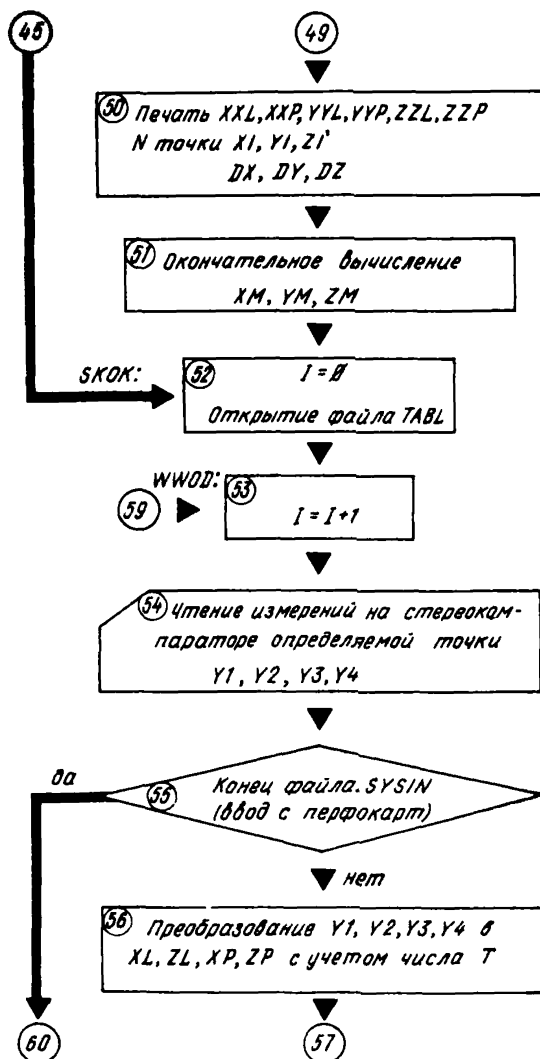 45
49
50 Печать XXL,XXP,YYL,YYP,ZZL,ZZP
N точки XI, YI, ZI
DX, DY, DZ
51 Окончательное вычисление
XM, YM, ZM
SKOK:
52 I = Ø
Открытие файла TABL
WWOD:
59
53
I = I+1
54 Чтение измерений на стереокам-
параторе определяемой точки
Y1, Y2, Y3, Y4
да
55
Конец файла.SYSIN
(ввод с перфокарт)
нет
56 Преобразование Y1, Y2, Y3, Y4 в
XL, ZL, XP, ZP с учетом числа T
60
57